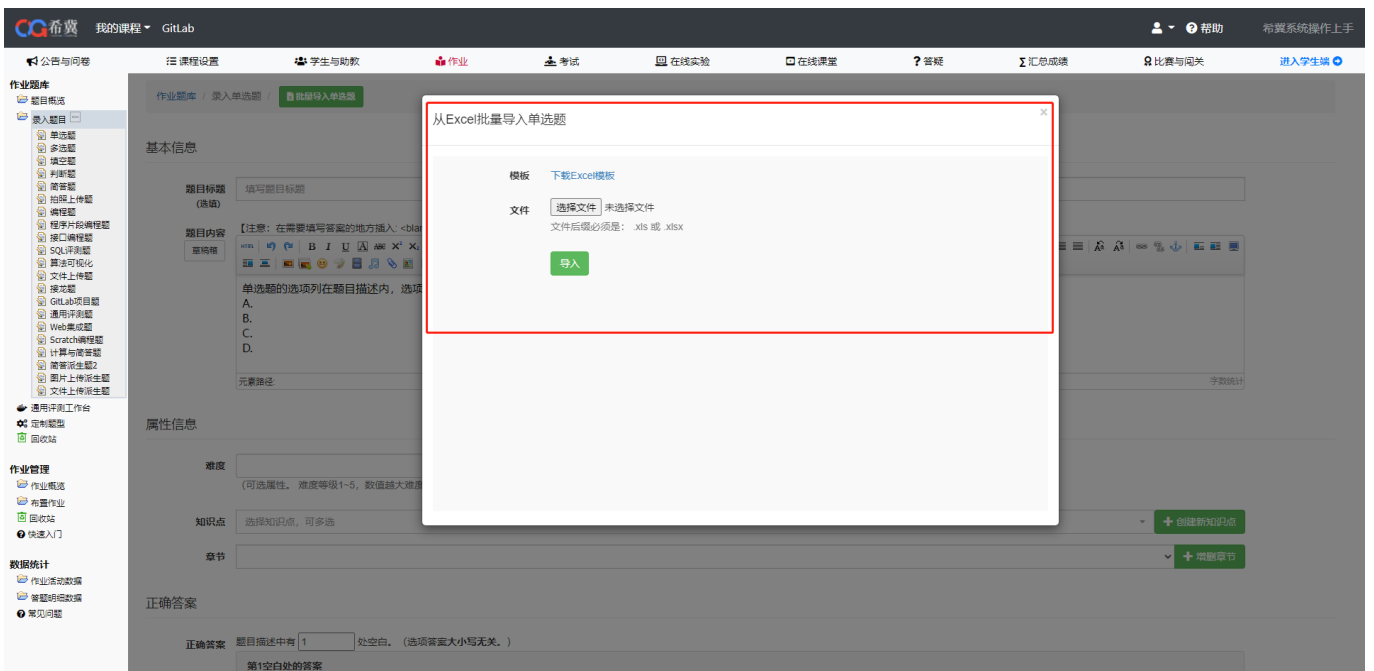 CG希冀 我的课程 GitLab 帮助 希冀系统操作上手
公告与问卷 课程设置 学生与助教 作业 考试 在线实验 在线课堂 答疑 汇总成绩 比赛与闯关 进入学生端
作业题库
题目概览
录入题目
单选题
多选题
填空题
判断题
简答题
拍照上传题
编程题
程序片段编程题
接口编程题
SQL评测题
算法可视化
文件上传题
接龙题
GitLab项目题
通用评测题
Web集成题
Scratch编程题
计算与简答题
简答派生题2
图片上传派生题
文件上传派生题
通用评测工作台
定制题型
回收站
作业管理
作业概览
布置作业
回收站
快速入门
数据统计
作业活动数据
答题明细数据
常见问题
作业题库 / 录入单选题 / 批量导入单选题
基本信息
题目标题 填写题目标题
(选填)
题目内容 【注意：在需要填写答案的地方插入: <blan
草稿箱
HTML B I U A ABC X² X₂
单选题的选项列在题目描述内，选项
A.
B.
C.
D.
元素路径: 字数统计
属性信息
难度
(可选属性。 难度等级1~5，数值越大难度
知识点 选择知识点，可多选 创建新知识点
章节 增删章节
正确答案
正确答案 题目描述中有 1 处空白。 (选项答案大小写无关。)
第1空白处的答案
从Excel批量导入单选题 ×
模板 下载Excel模板
文件 选择文件 未选择文件
文件后缀必须是： .xls 或 .xlsx
导入